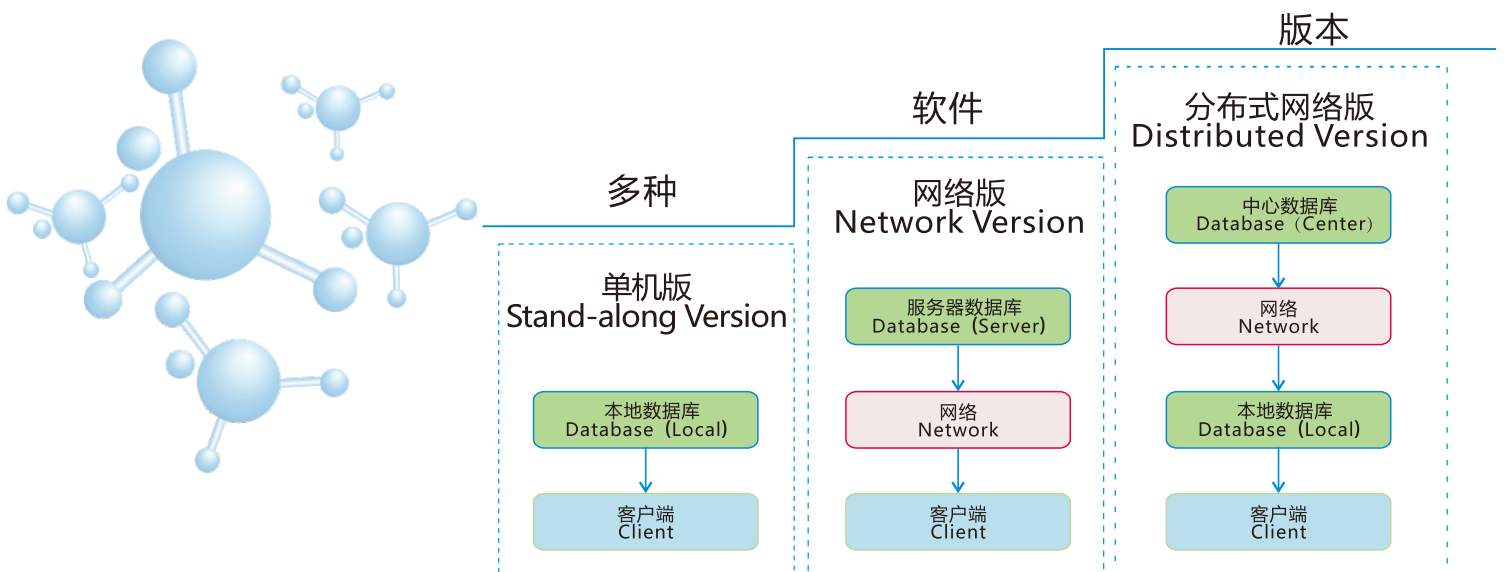 多种
软件
版本
单机版
Stand-along Version
本地数据库
Database (Local)
客户端
Client
网络版
Network Version
服务器数据库
Database (Server)
网络
Network
客户端
Client
分布式网络版
Distributed Version
中心数据库
Database（Center）
网络
Network
本地数据库
Database (Local)
客户端
Client